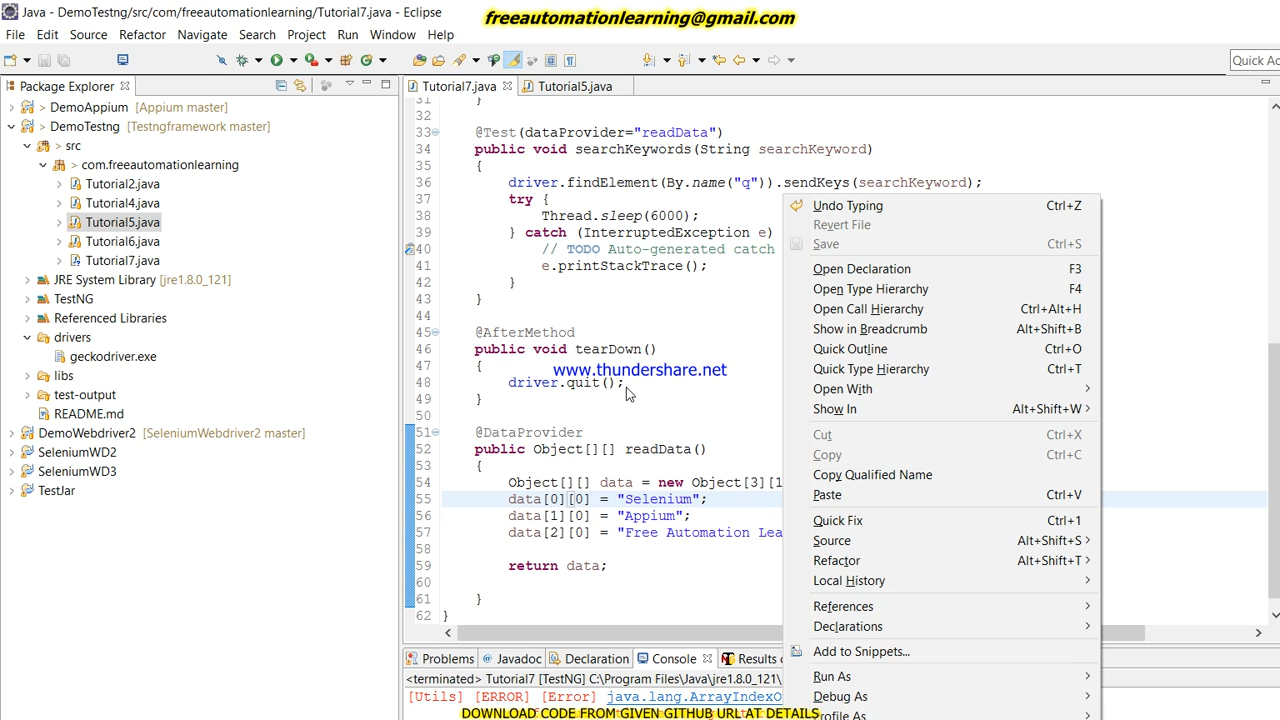 Java - DemoTestng/src/com/freeautomationlearning/Tutorial7.java - Eclipse
freeautomationlearning@gmail.com
File Edit Source Refactor Navigate Search Project Run Window Help
Quick Ac
Package Explorer
Tutorial7.java
Tutorial5.java
DemoAppium [Appium master]
DemoTestng [Testngframework master]
src
com.freeautomationlearning
Tutorial2.java
Tutorial4.java
Tutorial5.java
Tutorial6.java
Tutorial7.java
JRE System Library [jre1.8.0_121]
TestNG
Referenced Libraries
drivers
geckodriver.exe
libs
test-output
README.md
DemoWebdriver2 [SeleniumWebdriver2 master]
SeleniumWD2
SeleniumWD3
TestJar
31 }
32
33 @Test(dataProvider="readData")
34 public void searchKeywords(String searchKeyword)
35 {
36 driver.findElement(By.name("q")).sendKeys(searchKeyword);
37 try {
38 Thread.sleep(6000);
39 } catch (InterruptedException e)
40 // TODO Auto-generated catch
41 e.printStackTrace();
42 }
43 }
44
45 @AfterMethod
46 public void tearDown()
47 {
www.thundershare.net
48 driver.quit();
49 }
50
51 @DataProvider
52 public Object[][] readData()
53 {
54 Object[][] data = new Object[3][1
55 data[0][0] = "Selenium";
56 data[1][0] = "Appium";
57 data[2][0] = "Free Automation Lea
58
59 return data;
60
61 }
62 }
Undo Typing Ctrl+Z
Revert File
Save Ctrl+S
Open Declaration F3
Open Type Hierarchy F4
Open Call Hierarchy Ctrl+Alt+H
Show in Breadcrumb Alt+Shift+B
Quick Outline Ctrl+O
Quick Type Hierarchy Ctrl+T
Open With
Show In Alt+Shift+W
Cut Ctrl+X
Copy Ctrl+C
Copy Qualified Name
Paste Ctrl+V
Quick Fix Ctrl+1
Source Alt+Shift+S
Refactor Alt+Shift+T
Local History
References
Declarations
Add to Snippets...
Run As
Debug As
Profile As
Problems Javadoc Declaration Console Results o
<terminated> Tutorial7 [TestNG] C:\Program Files\Java\jre1.8.0_121\
[Utils] [ERROR] [Error] java.lang.ArrayIndexO
DOWNLOAD CODE FROM GIVEN GITHUB URL AT DETAILS